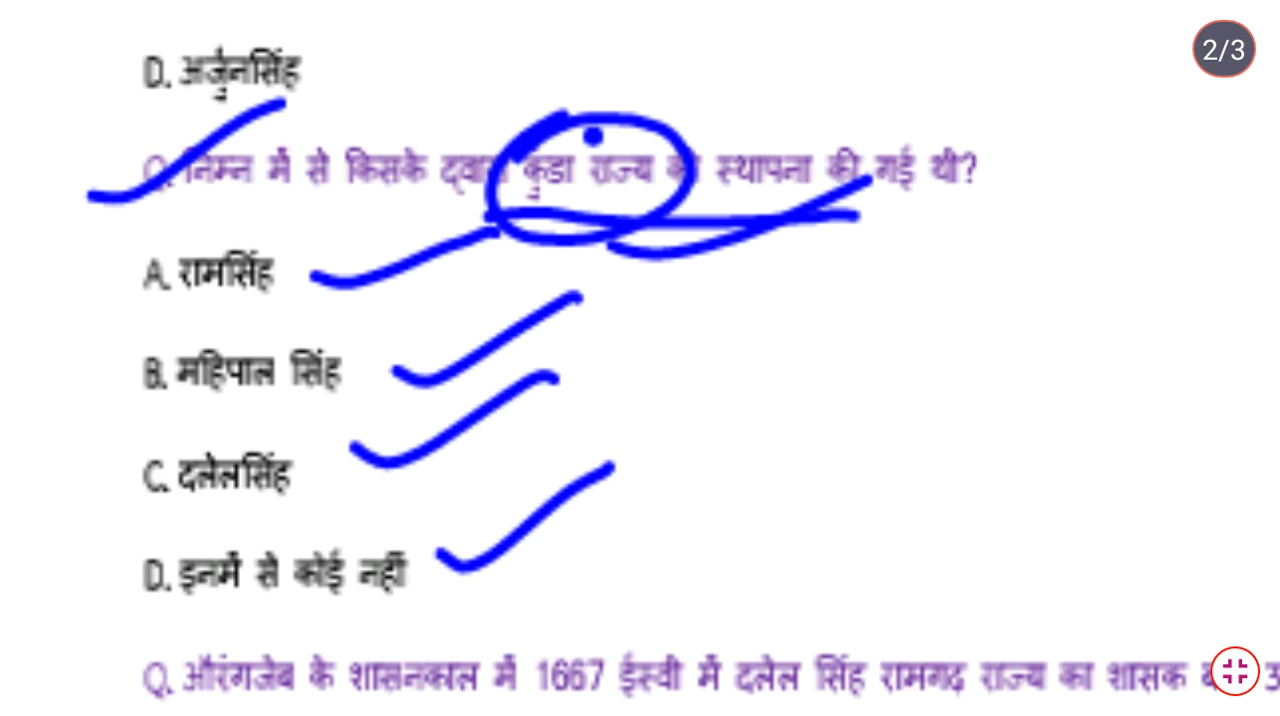 2/3
D. अर्जुनसिंह
Q. निम्न में से किसके द्वारा कुंडा राज्य की स्थापना की गई थी?
A. रामसिंह
B. महिपाल सिंह
C. दलेलसिंह
D. इनमें से कोई नहीं
Q. औरंगजेब के शासनकाल में 1667 ईस्वी में दलेल सिंह रामगढ़ राज्य का शासक